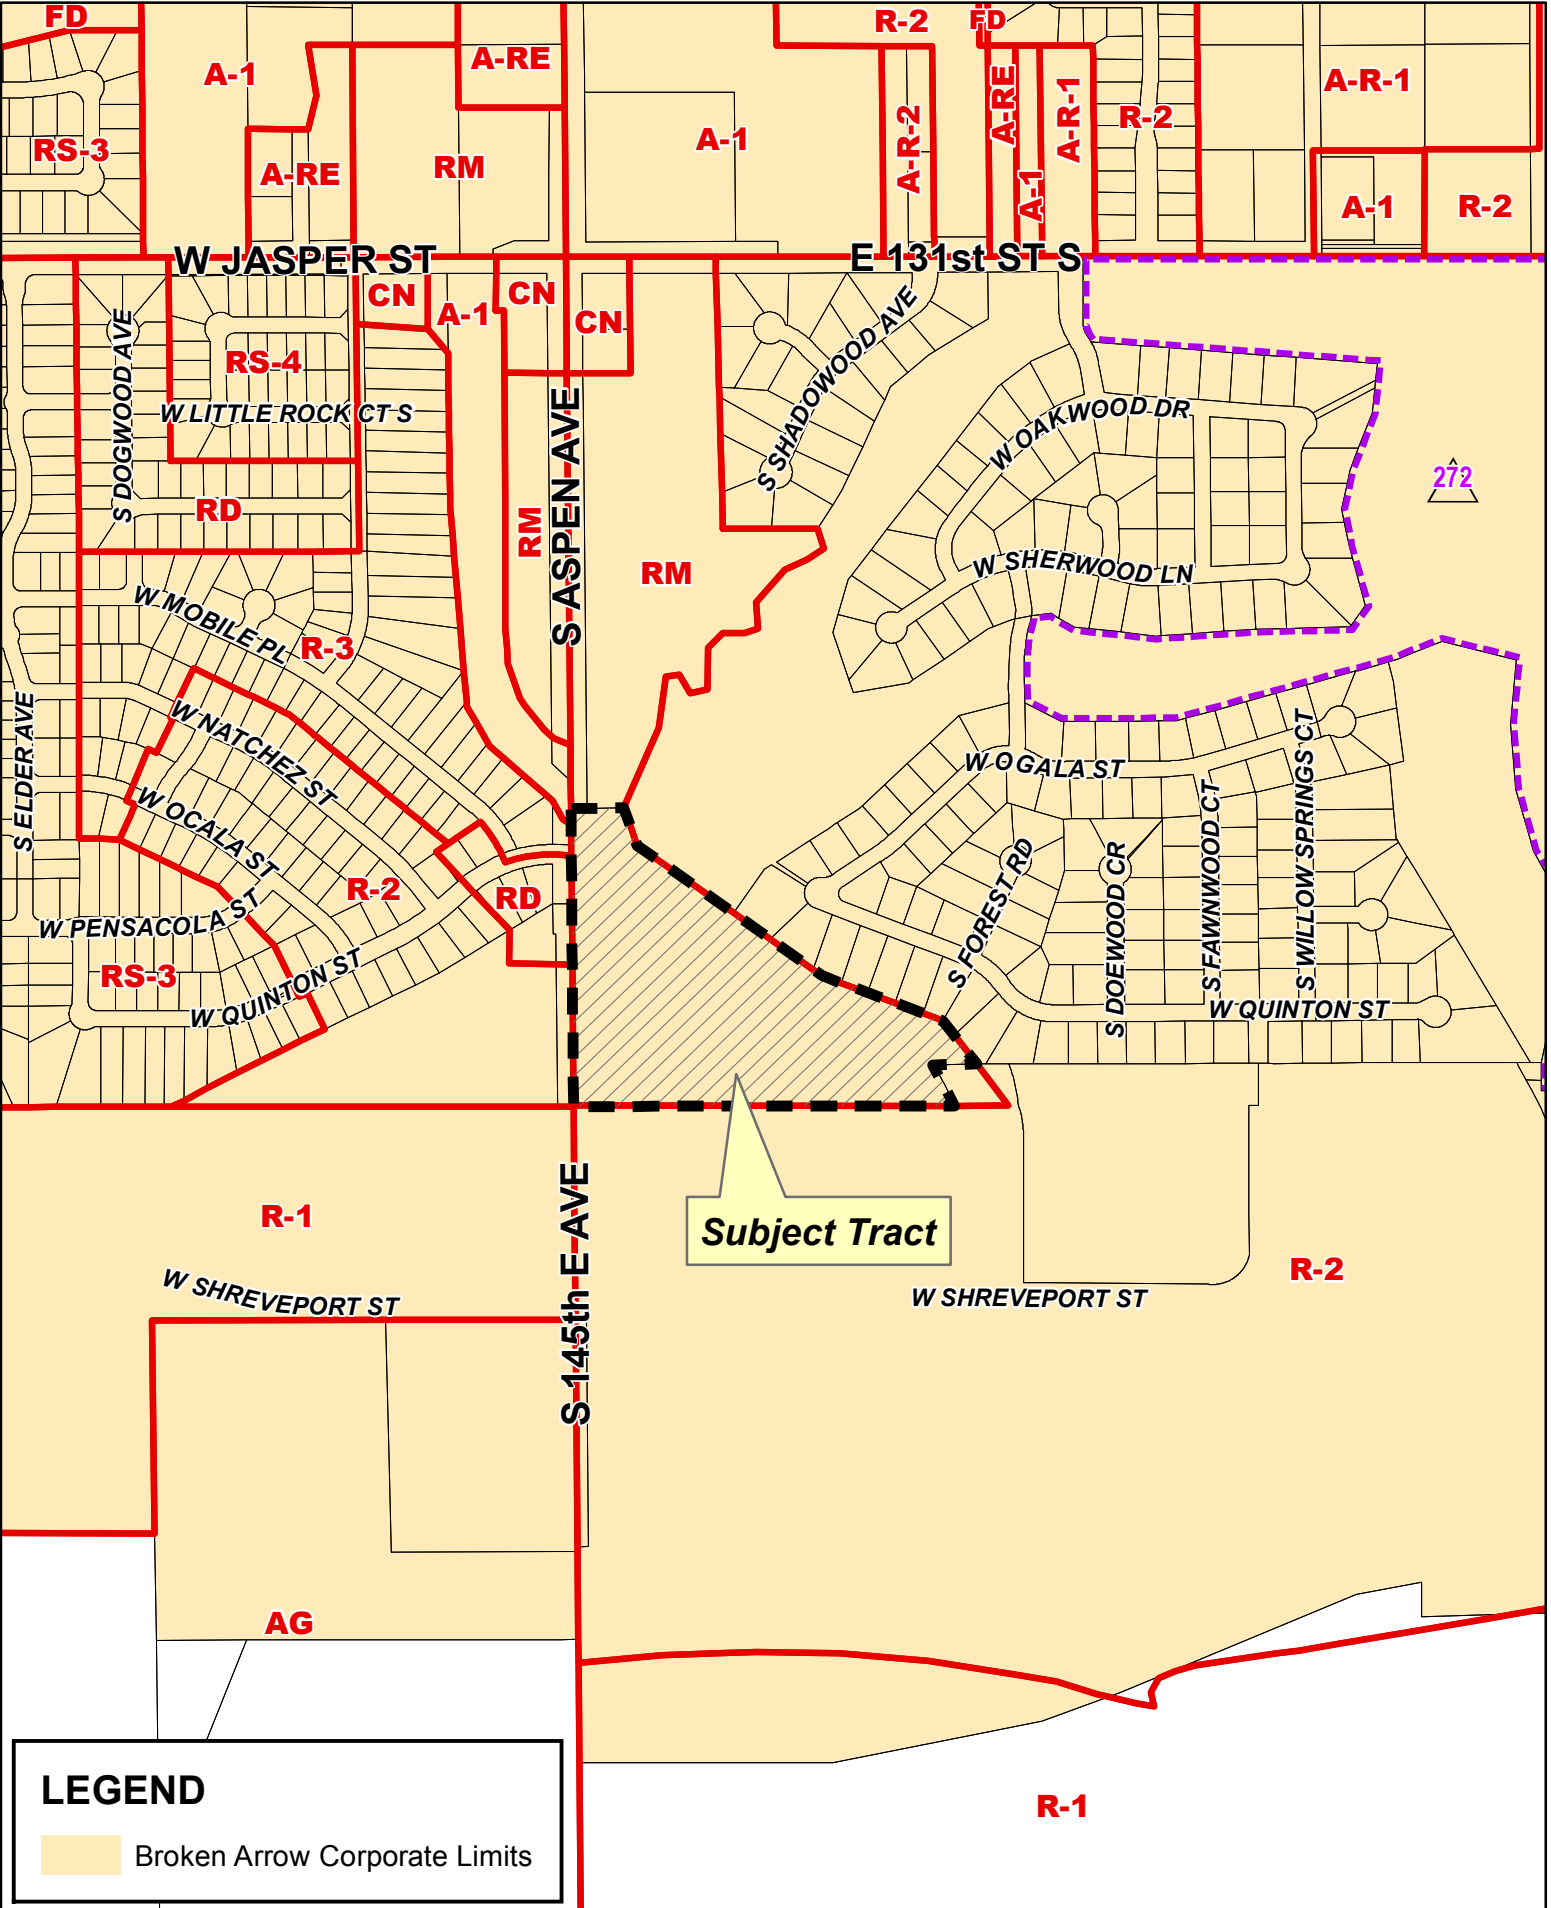 FD
R-2
FD
A-1
A-RE
A-RE
A-R-1
A-R-1
RS-3
A-RE
RM
A-1
A-R-2
A-1
R-2
A-1
R-2
W JASPER ST
E 131st ST S
CN
A-1
CN
CN
S DOGWOOD AVE
RS-4
W LITTLE ROCK CT S
S SHADOWOOD AVE
W OAKWOOD DR
272
RD
RM
S ASPEN AVE
RM
W SHERWOOD LN
W MOBILE PL
R-3
S ELDER AVE
W NATCHEZ ST
W OGALA ST
W OCALA ST
R-2
RD
S FOREST RD
S DOEWOOD CR
S FAWNWOOD CT
S WILLOW SPRINGS CT
W PENSACOLA ST
RS-3
W QUINTON ST
W QUINTON ST
R-1
S 145th E AVE
Subject Tract
R-2
W SHREVEPORT ST
W SHREVEPORT ST
AG
R-1
LEGEND
Broken Arrow Corporate Limits